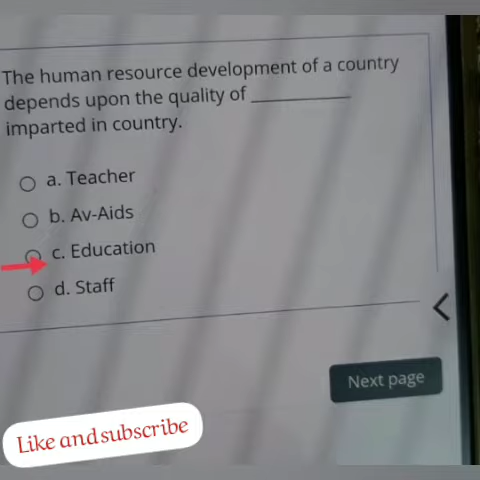 The human resource development of a country
depends upon the quality of __________
imparted in country.
a. Teacher
b. Av-Aids
c. Education
d. Staff
Next page
Like and subscribe